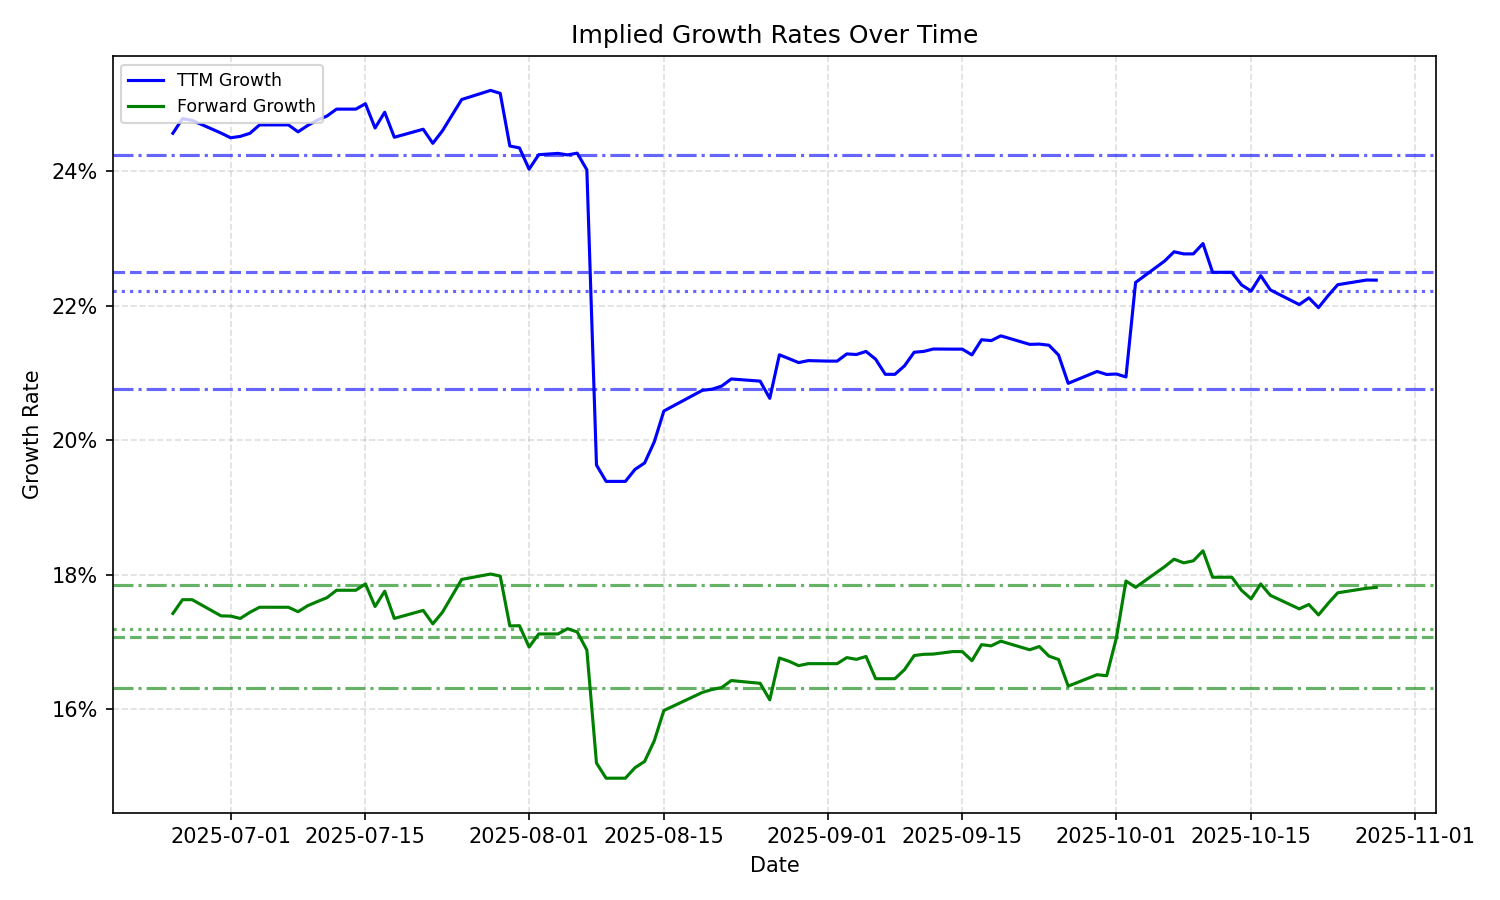 Implied Growth Rates Over Time
TTM Growth
Forward Growth
24%
22%
20%
18%
16%
Growth Rate
2025-07-01 2025-07-15 2025-08-01 2025-08-15 2025-09-01 2025-09-15 2025-10-01 2025-10-15 2025-11-01
Date